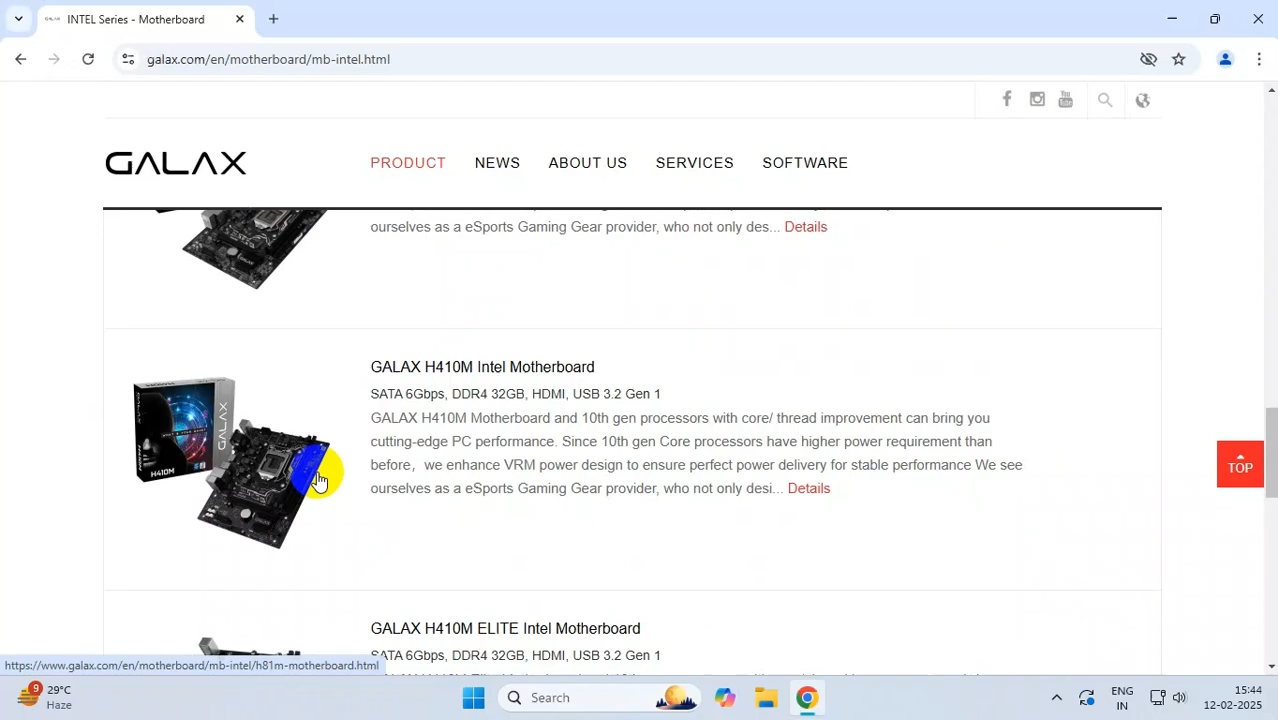 INTEL Series - Motherboard
galax.com/en/motherboard/mb-intel.html
GALAX
PRODUCT NEWS ABOUT US SERVICES SOFTWARE
ourselves as a eSports Gaming Gear provider, who not only des... Details
GALAX H410M Intel Motherboard
SATA 6Gbps, DDR4 32GB, HDMI, USB 3.2 Gen 1
GALAX H410M Motherboard and 10th gen processors with core/ thread improvement can bring you
cutting-edge PC performance. Since 10th gen Core processors have higher power requirement than
before，we enhance VRM power design to ensure perfect power delivery for stable performance We see
ourselves as a eSports Gaming Gear provider, who not only desi... Details
GALAX
H410M
TOP
GALAX H410M ELITE Intel Motherboard
SATA 6Gbps, DDR4 32GB, HDMI, USB 3.2 Gen 1
https://www.galax.com/en/motherboard/mb-intel/h81m-motherboard.html
9
29°C
Haze
Search
ENG
IN
15:44
12-02-2025